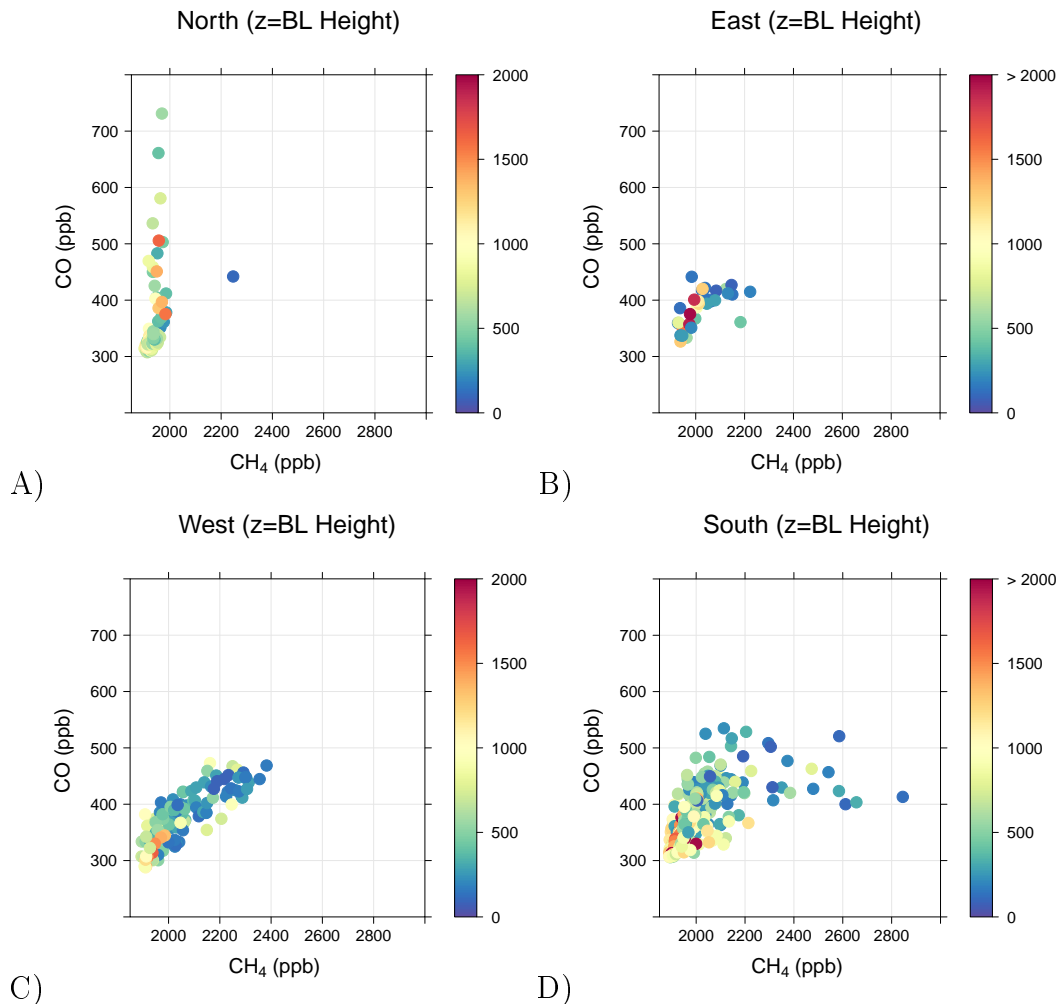 North (z=BL Height)
East (z=BL Height)
2000
1500
1000
500
0
> 2000
1500
1000
500
0
700
600
500
400
300
700
600
500
400
300
CO (ppb)
CO (ppb)
2000 2200 2400 2600 2800
2000 2200 2400 2600 2800
CH₄ (ppb)
CH₄ (ppb)
A)
B)
West (z=BL Height)
South (z=BL Height)
2000
1500
1000
500
0
> 2000
1500
1000
500
0
700
600
500
400
300
700
600
500
400
300
CO (ppb)
CO (ppb)
2000 2200 2400 2600 2800
2000 2200 2400 2600 2800
CH₄ (ppb)
CH₄ (ppb)
C)
D)